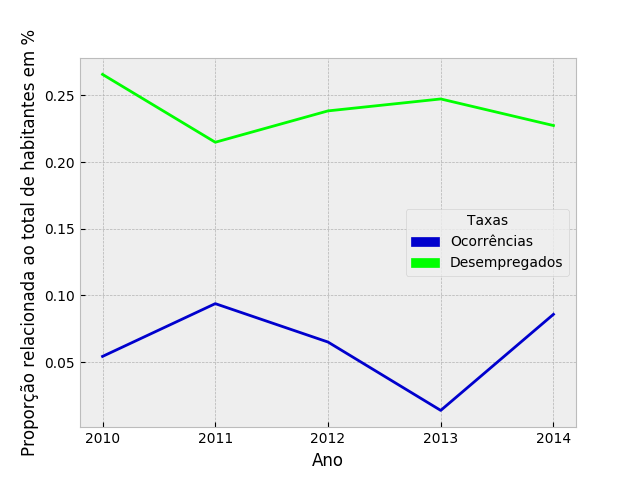 Proporção relacionada ao total de habitantes em %
0.25
0.20
0.15
0.10
0.05
Taxas
Ocorrências
Desempregados
2010 2011 2012 2013 2014
Ano